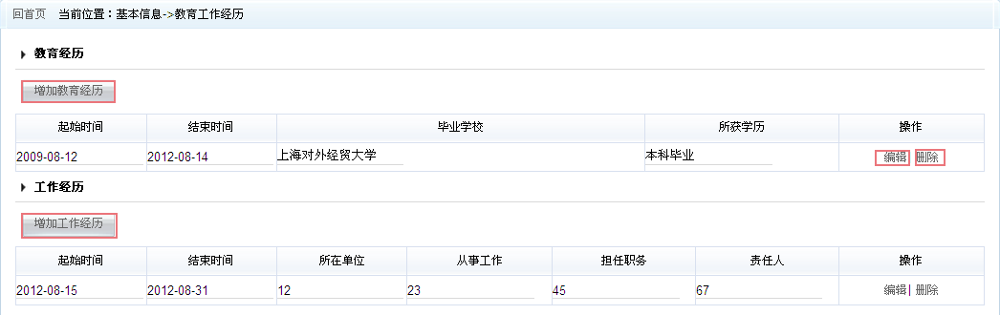 回首页 当前位置：基本信息->教育工作经历
教育经历
增加教育经历
起始时间 结束时间 毕业学校 所获学历 操作
2009-08-12 2012-08-14 上海对外经贸大学 本科毕业 编辑 删除
工作经历
增加工作经历
起始时间 结束时间 所在单位 从事工作 担任职务 责任人 操作
2012-08-15 2012-08-31 12 23 45 67 编辑| 删除